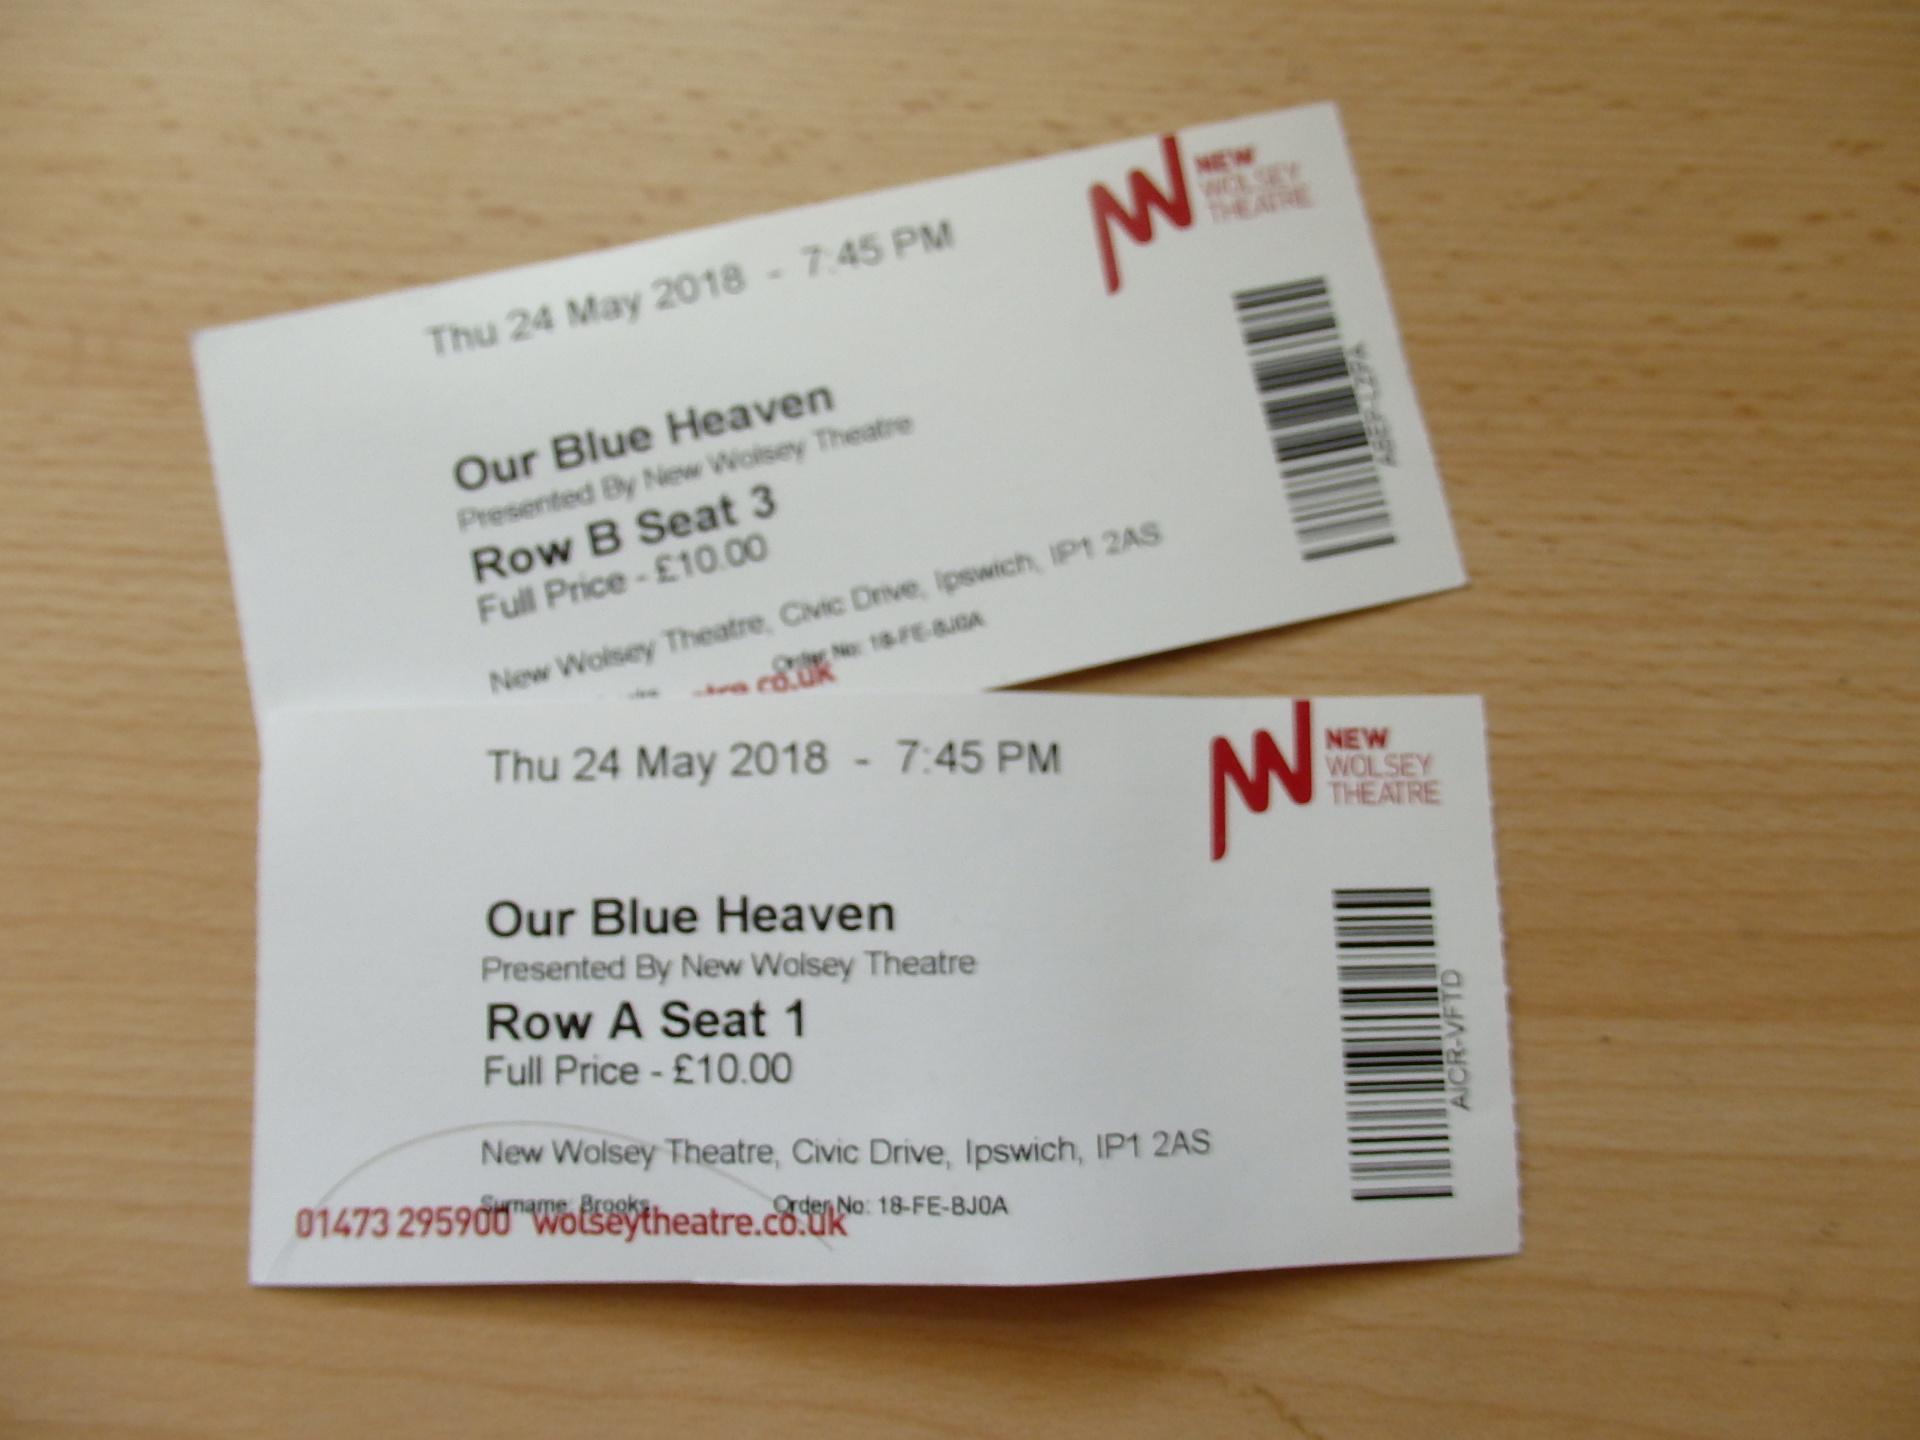 Thu 24 May 2018 - 7:45 PM
NEW
WOLSEY
THEATRE
Our Blue Heaven
Presented By New Wolsey Theatre
Row B Seat 3
Full Price - £10.00
New Wolsey Theatre, Civic Drive, Ipswich, IP1 2AS
Order No: 18-FE-BJ0A
Thu 24 May 2018 - 7:45 PM
NEW
WOLSEY
THEATRE
Our Blue Heaven
Presented By New Wolsey Theatre
Row A Seat 1
Full Price - £10.00
AICR-VFTD
New Wolsey Theatre, Civic Drive, Ipswich, IP1 2AS
Surname: Brooks Order No: 18-FE-BJ0A
01473 295900 wolseytheatre.co.uk